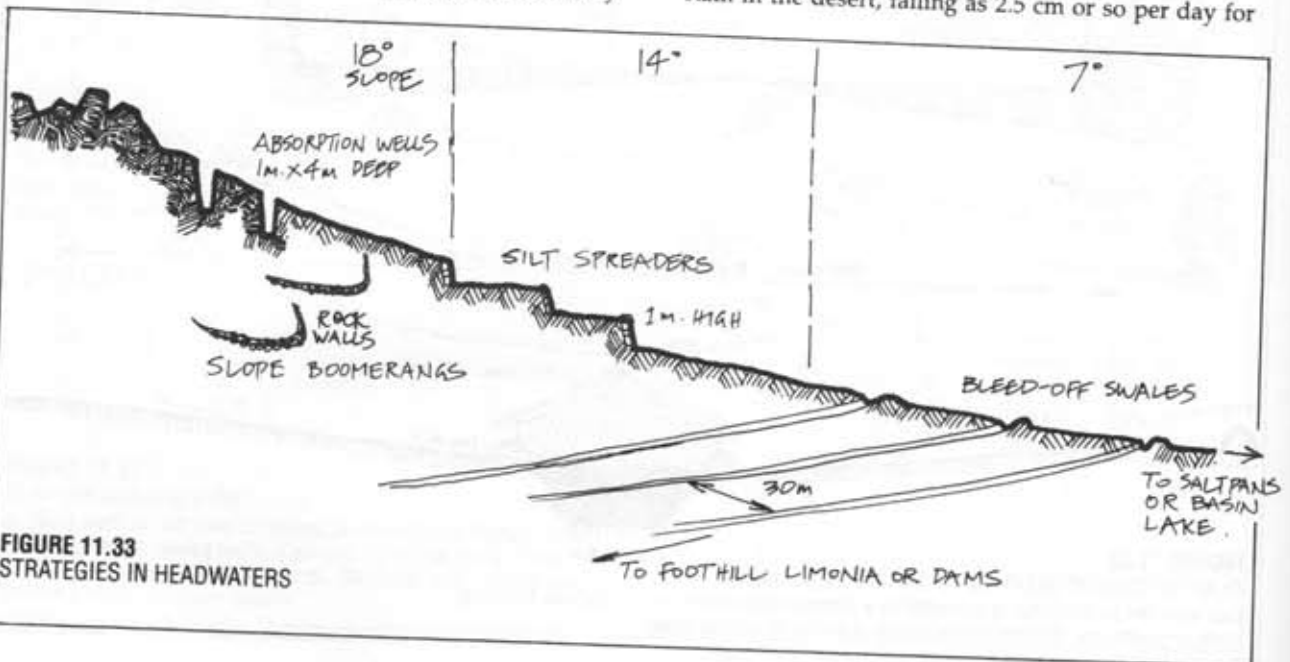 in the desert, falling as 2.5 cm or so per day for
18°
SLOPE
14°
7°
ABSORPTION WELLS
1m. x 4m DEEP
SILT SPREADERS
1m. HIGH
ROCK
WALLS
SLOPE BOOMERANGS
BLEED-OFF SWALES
30m
TO SALTPANS
OR BASIN
LAKE.
TO FOOTHILL LIMONIA OR DAMS
FIGURE 11.33
STRATEGIES IN HEADWATERS